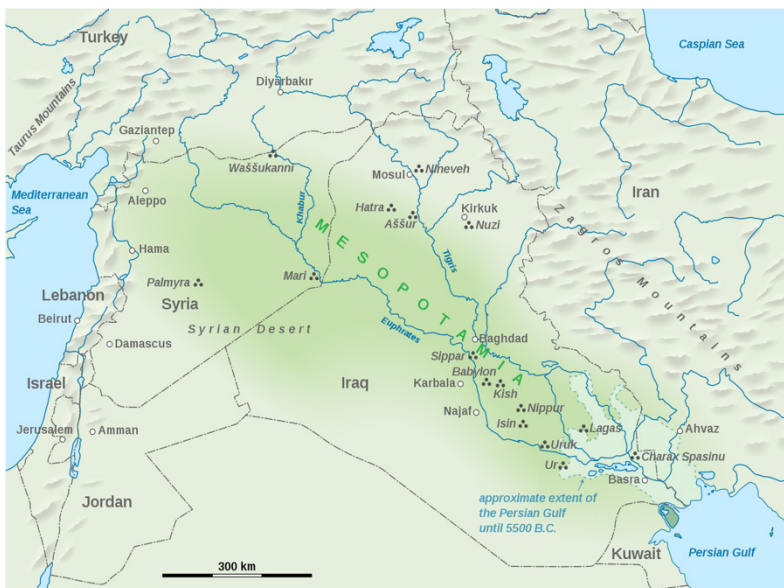 Turkey
Caspian Sea
Diyarbakır
Taurus Mountains
Gaziantep
Waššukanni
Mosul
Nineveh
Mediterranean
Sea
Aleppo
Khabur
Hatra
Aššur
Kirkuk
Nuzi
Iran
Hama
MESOPOTAMIA
Tigris
Zagros Mountains
Palmyra
Mari
Lebanon
Syria
Beirut
Syrian Desert
Euphrates
Damascus
Baghdad
Sippar
Babylon
Israel
Iraq
Karbala
Kish
Najaf
Nippur
Isin
Lagaš
Jerusalem
Amman
Uruk
Ahvaz
Ur
Charax Spasinu
Basra
Jordan
approximate extent of
the Persian Gulf
until 5500 B.C.
Kuwait
Persian Gulf
300 km